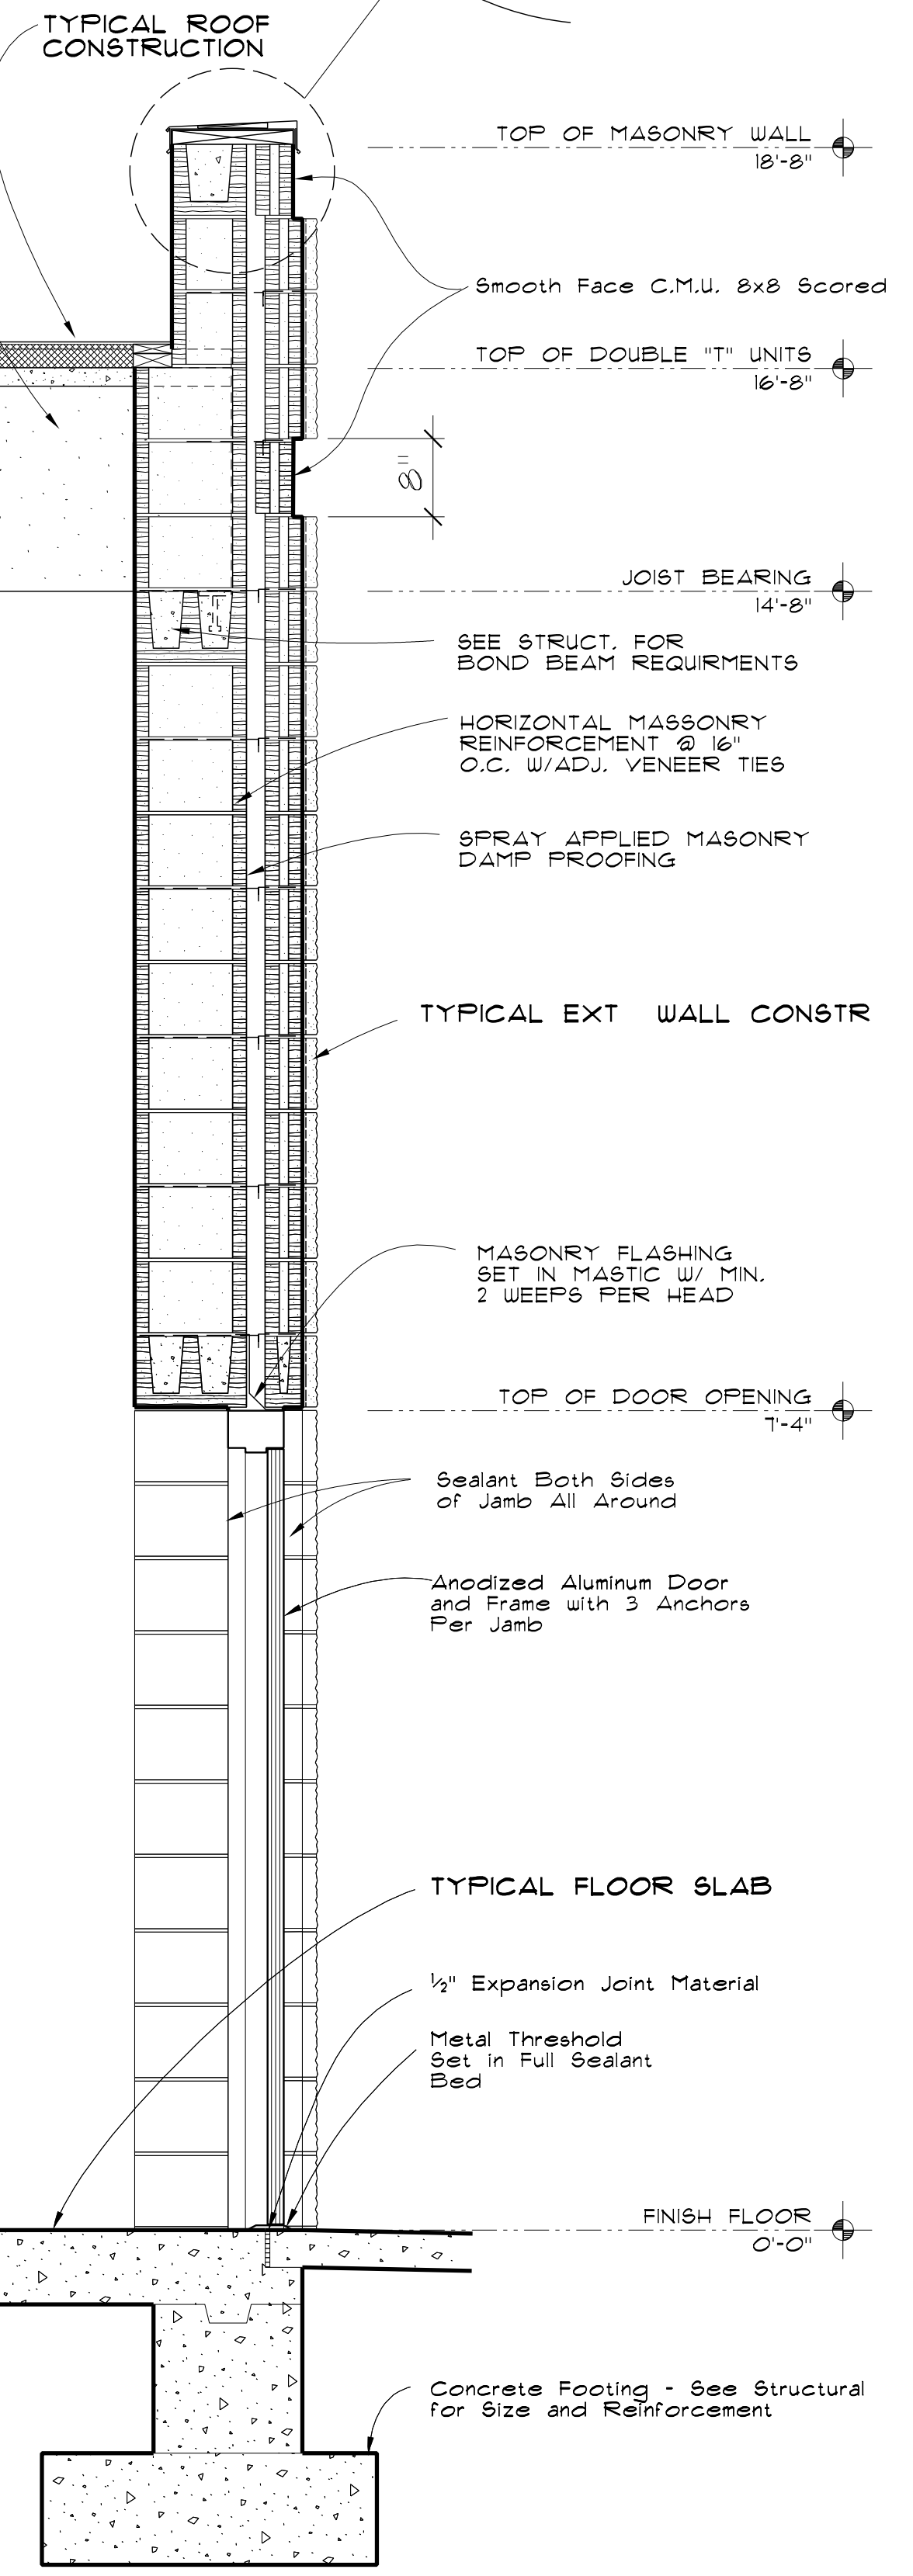 TYPICAL ROOF
CONSTRUCTION
TOP OF MASONRY WALL
18'-8"
Smooth Face C.M.U. 8x8 Scored
TOP OF DOUBLE "T" UNITS
16'-8"
8"
JOIST BEARING
14'-8"
SEE STRUCT. FOR
BOND BEAM REQUIRMENTS
HORIZONTAL MASSONRY
REINFORCEMENT @ 16"
O.C. W/ADJ. VENEER TIES
SPRAY APPLIED MASONRY
DAMP PROOFING
TYPICAL EXT WALL CONSTR
MASONRY FLASHING
SET IN MASTIC W/ MIN.
2 WEEPS PER HEAD
TOP OF DOOR OPENING
7'-4"
Sealant Both Sides
of Jamb All Around
Anodized Aluminum Door
and Frame with 3 Anchors
Per Jamb
TYPICAL FLOOR SLAB
½" Expansion Joint Material
Metal Threshold
Set in Full Sealant
Bed
FINISH FLOOR
0'-0"
Concrete Footing - See Structural
for Size and Reinforcement